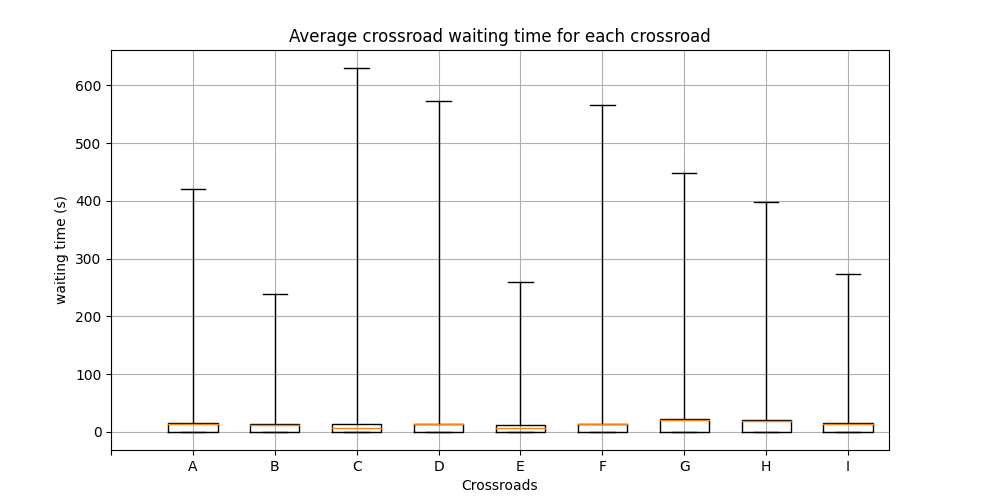 Average crossroad waiting time for each crossroad
600
500
400
300
200
100
0
waiting time (s)
A B C D E F G H I
Crossroads